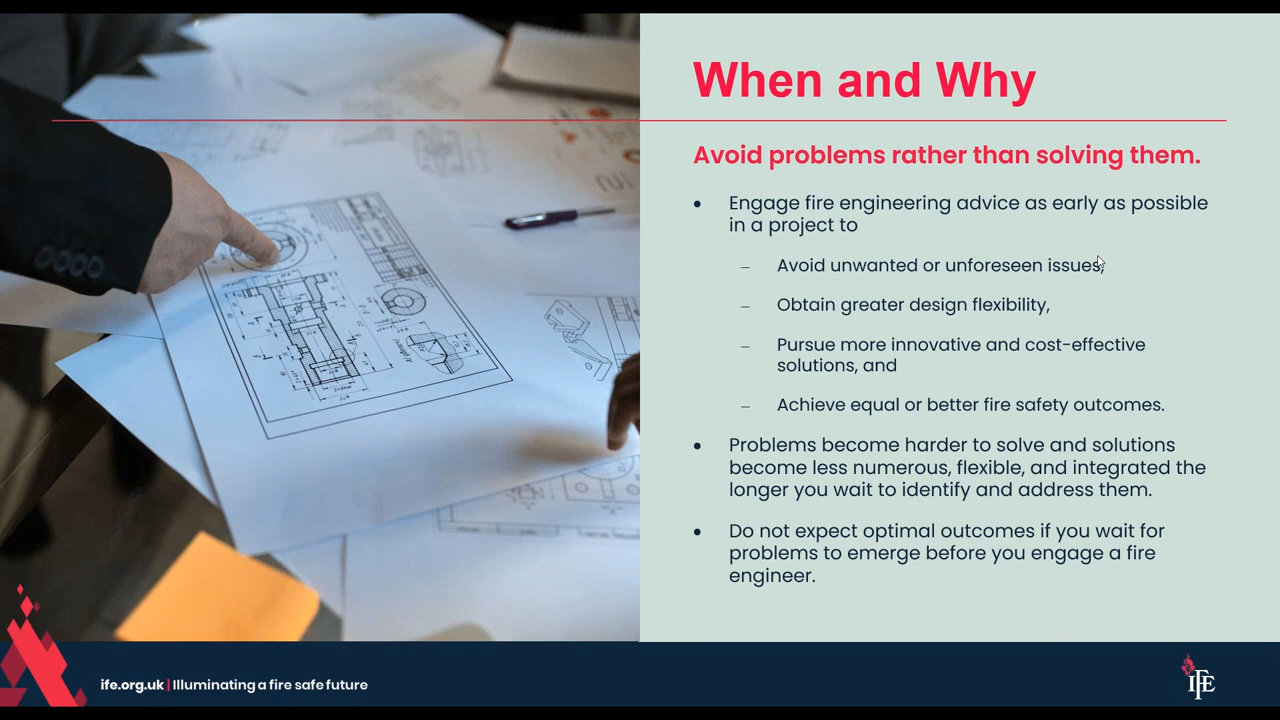 When and Why
Avoid problems rather than solving them.
• Engage fire engineering advice as early as possible
in a project to
– Avoid unwanted or unforeseen issues,
– Obtain greater design flexibility,
– Pursue more innovative and cost-effective
solutions, and
– Achieve equal or better fire safety outcomes.
• Problems become harder to solve and solutions
become less numerous, flexible, and integrated the
longer you wait to identify and address them.
• Do not expect optimal outcomes if you wait for
problems to emerge before you engage a fire
engineer.
ife.org.uk | Illuminating a fire safe future
IFE